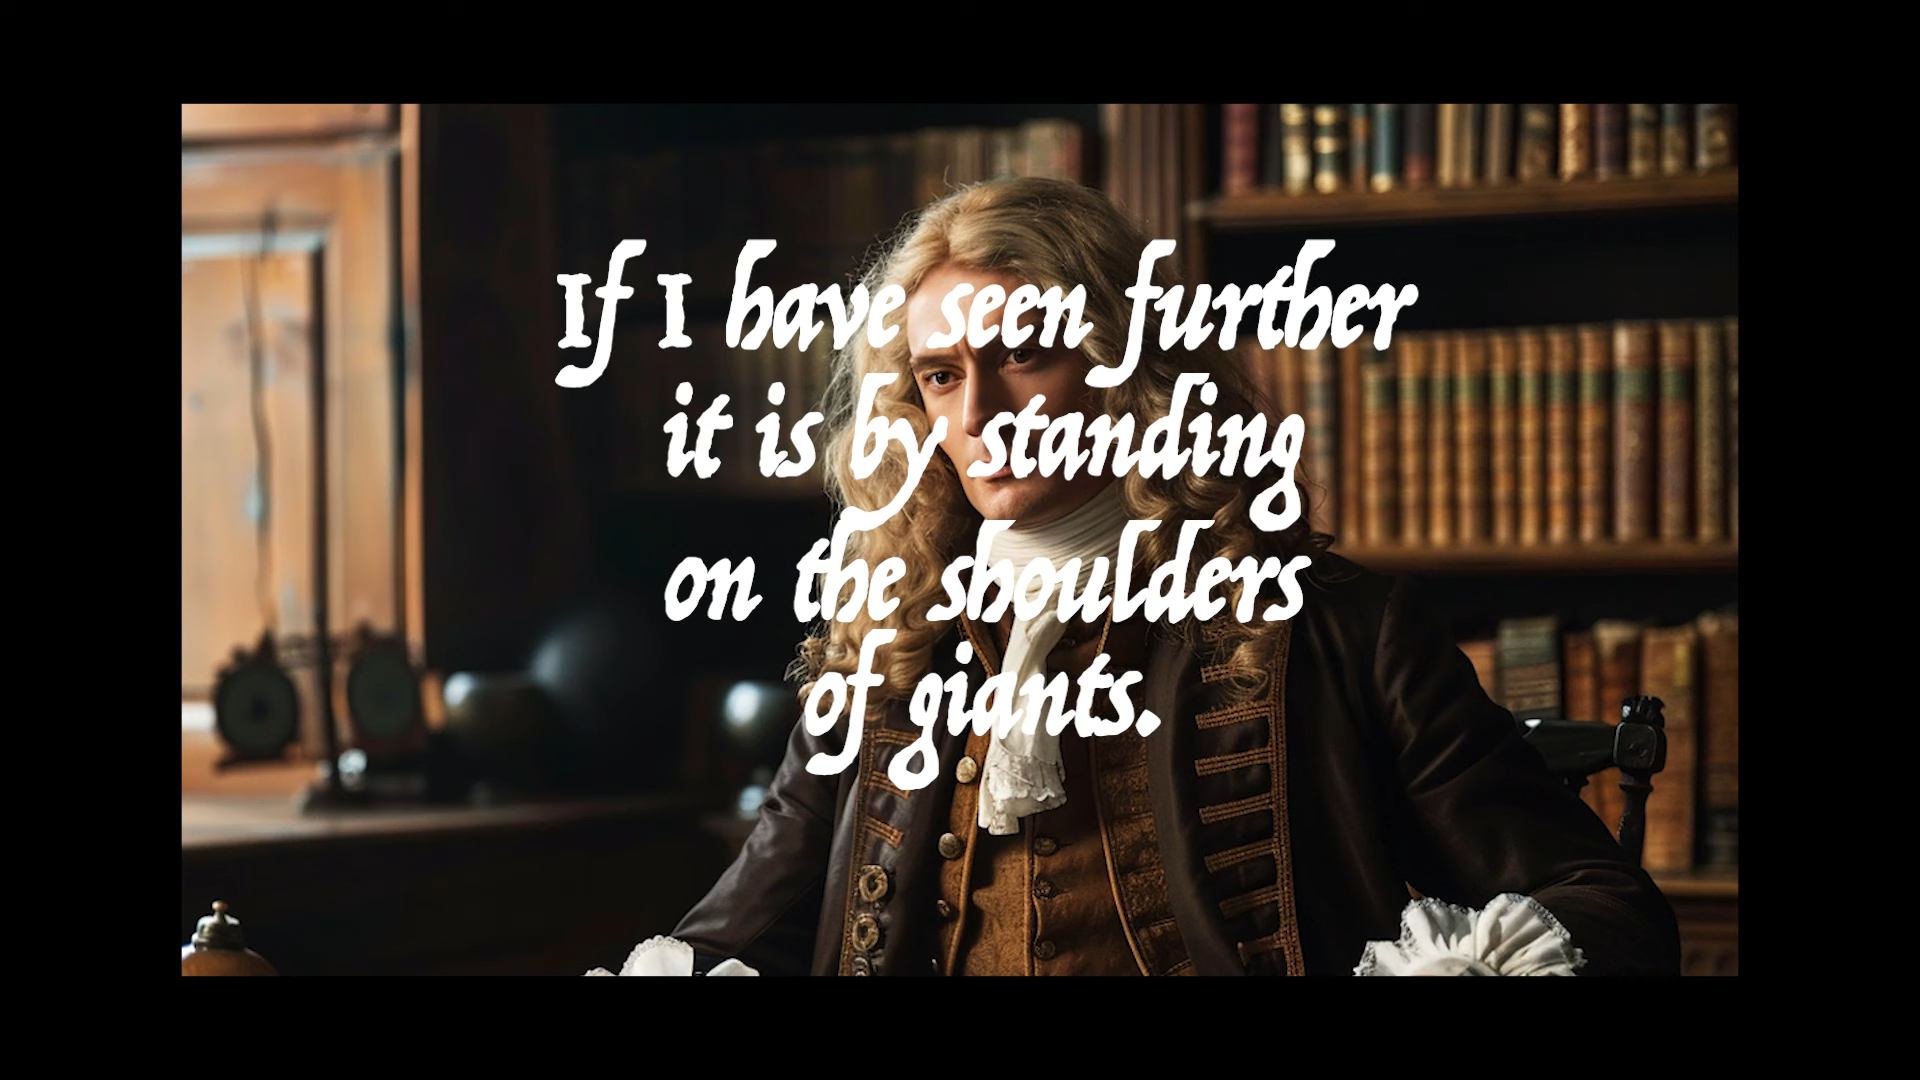 If I have seen further
it is by standing
on the shoulders
of giants.